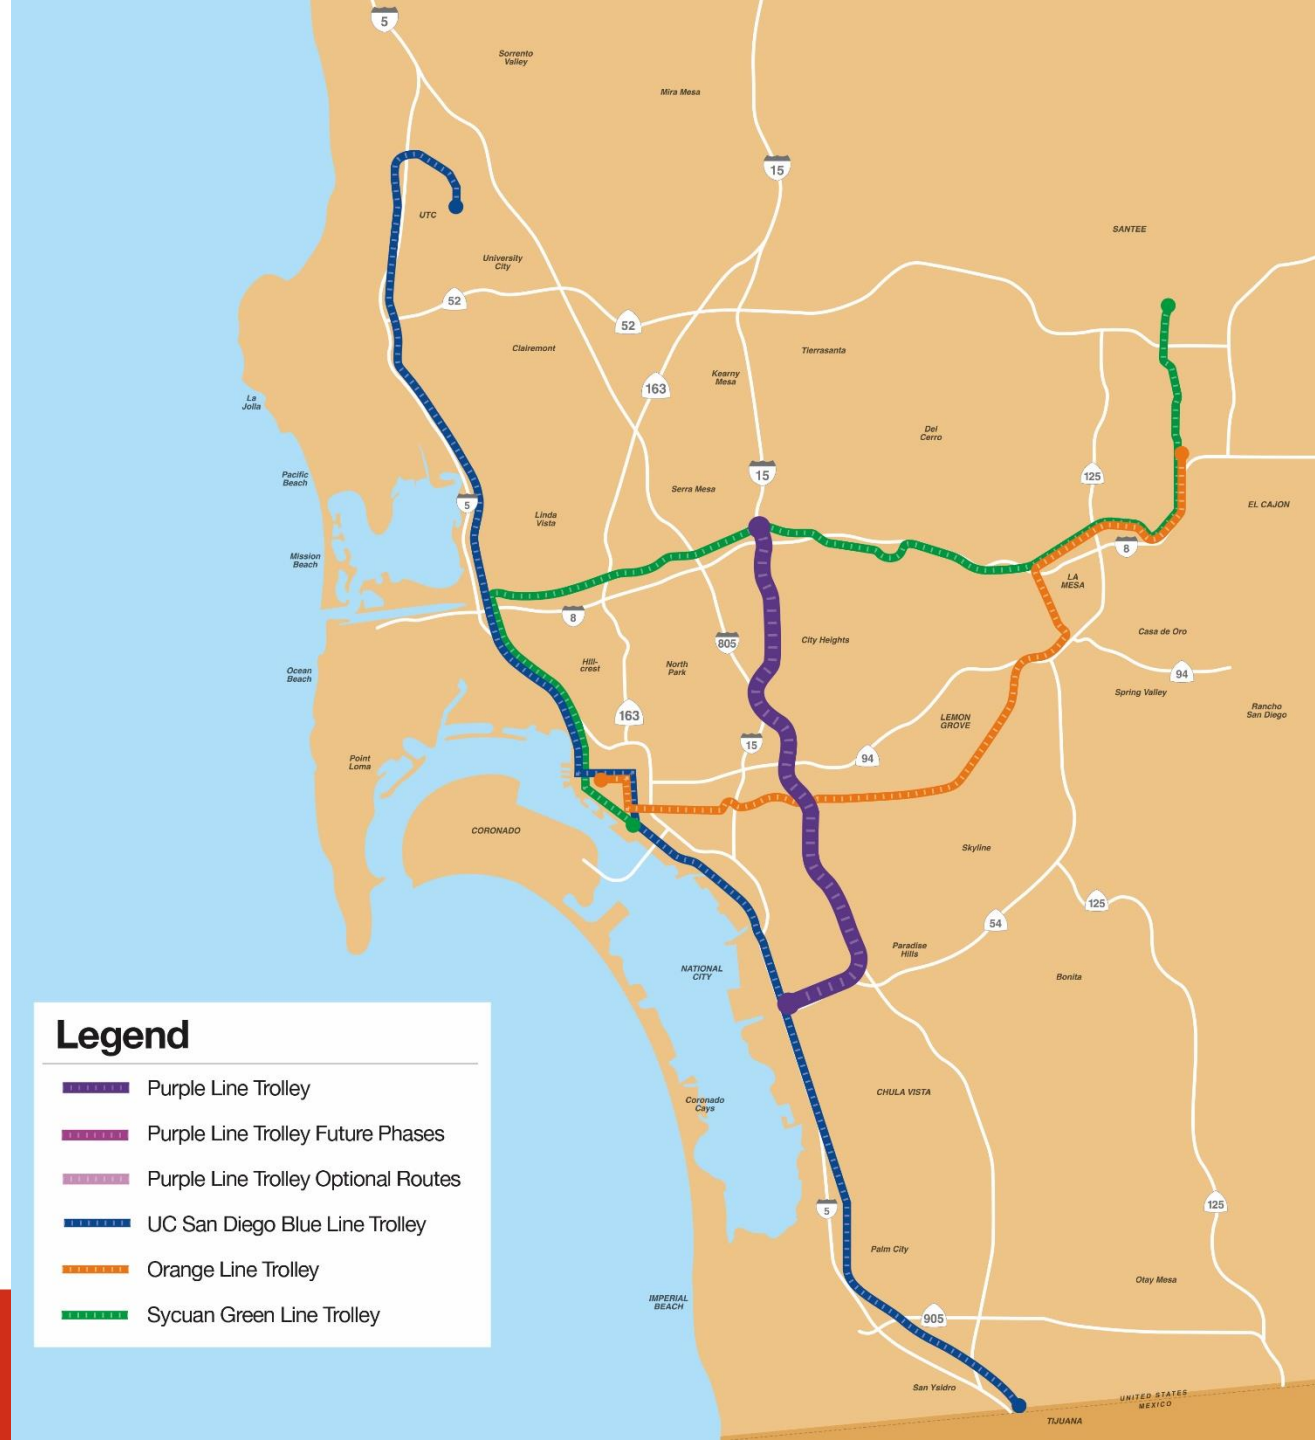 5
Sorrento
Valley
Mira Mesa
15
UTC
SANTEE
University
City
52
52
Clairemont
Tierrasanta
Kearny
Mesa
163
La
Jolla
Del
Cerro
Pacific
Beach
15
125
Serra Mesa
5
EL CAJON
Linda
Vista
Mission
Beach
8
LA
MESA
8
Casa de Oro
City Heights
805
Hill-
crest
North
Park
Ocean
Beach
94
Spring Valley
Rancho
San Diego
163
LEMON
GROVE
15
94
Point
Loma
CORONADO
Skyline
125
54
Paradise
Hills
NATIONAL
CITY
Bonita
Legend
Purple Line Trolley
Purple Line Trolley Future Phases
Purple Line Trolley Optional Routes
UC San Diego Blue Line Trolley
Orange Line Trolley
Sycuan Green Line Trolley
CHULA VISTA
Coronado
Cays
5
125
Palm City
Otay Mesa
IMPERIAL
BEACH
905
San Ysidro
UNITED STATES
MEXICO
TIJUANA